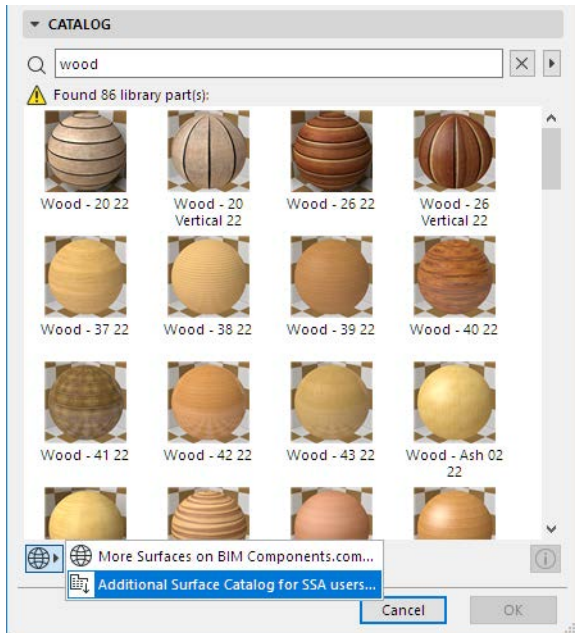 CATALOG
wood
Found 86 library part(s):
Wood - 20 22
Wood - 20
Vertical 22
Wood - 26 22
Wood - 26
Vertical 22
Wood - 37 22
Wood - 38 22
Wood - 39 22
Wood - 40 22
Wood - 41 22
Wood - 42 22
Wood - 43 22
Wood - Ash 02
22
More Surfaces on BIM Components.com...
Additional Surface Catalog for SSA users...
Cancel
OK